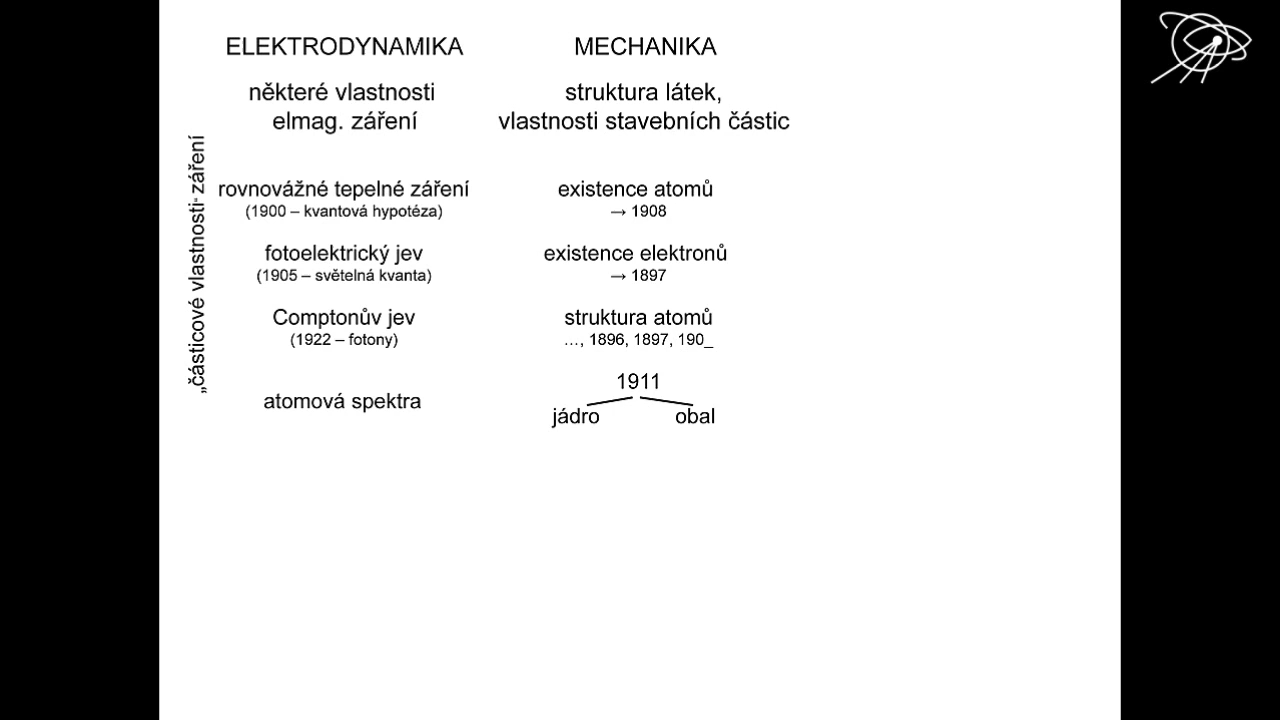 ELEKTRODYNAMIKA
MECHANIKA
některé vlastnosti
elmag. záření
struktura látek,
vlastnosti stavebních částic
„částicové vlastnosti“ záření
rovnovážné tepelné záření
(1900 – kvantová hypotéza)
existence atomů
→ 1908
fotoelektrický jev
(1905 – světelná kvanta)
existence elektronů
→ 1897
Comptonův jev
(1922 – fotony)
struktura atomů
…, 1896, 1897, 190_
atomová spektra
1911
jádro
obal